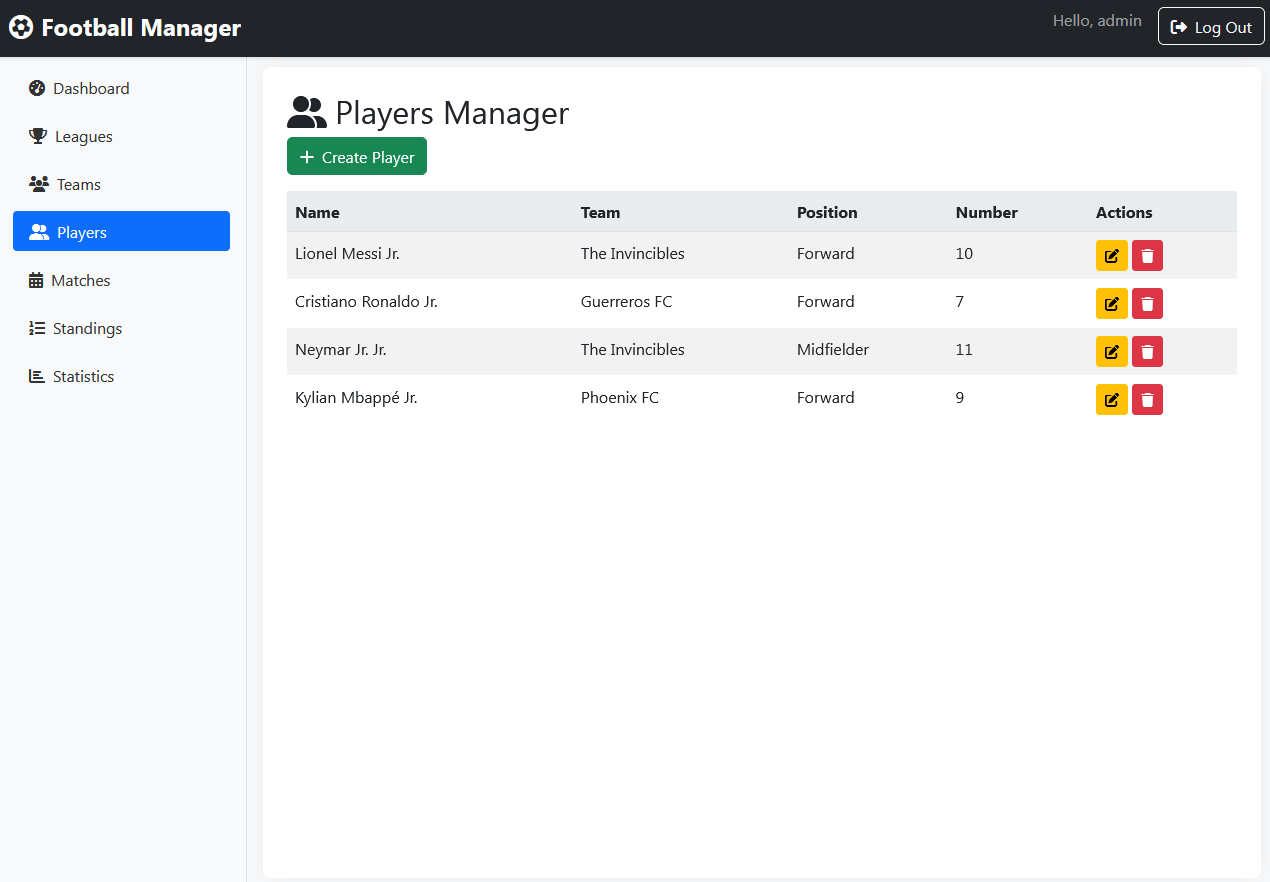 Football Manager
Hello, admin
Log Out
Dashboard
Leagues
Teams
Players
Matches
Standings
Statistics
Players Manager
Create Player
Name Team Position Number Actions
Lionel Messi Jr. The Invincibles Forward 10
Cristiano Ronaldo Jr. Guerreros FC Forward 7
Neymar Jr. Jr. The Invincibles Midfielder 11
Kylian Mbappé Jr. Phoenix FC Forward 9